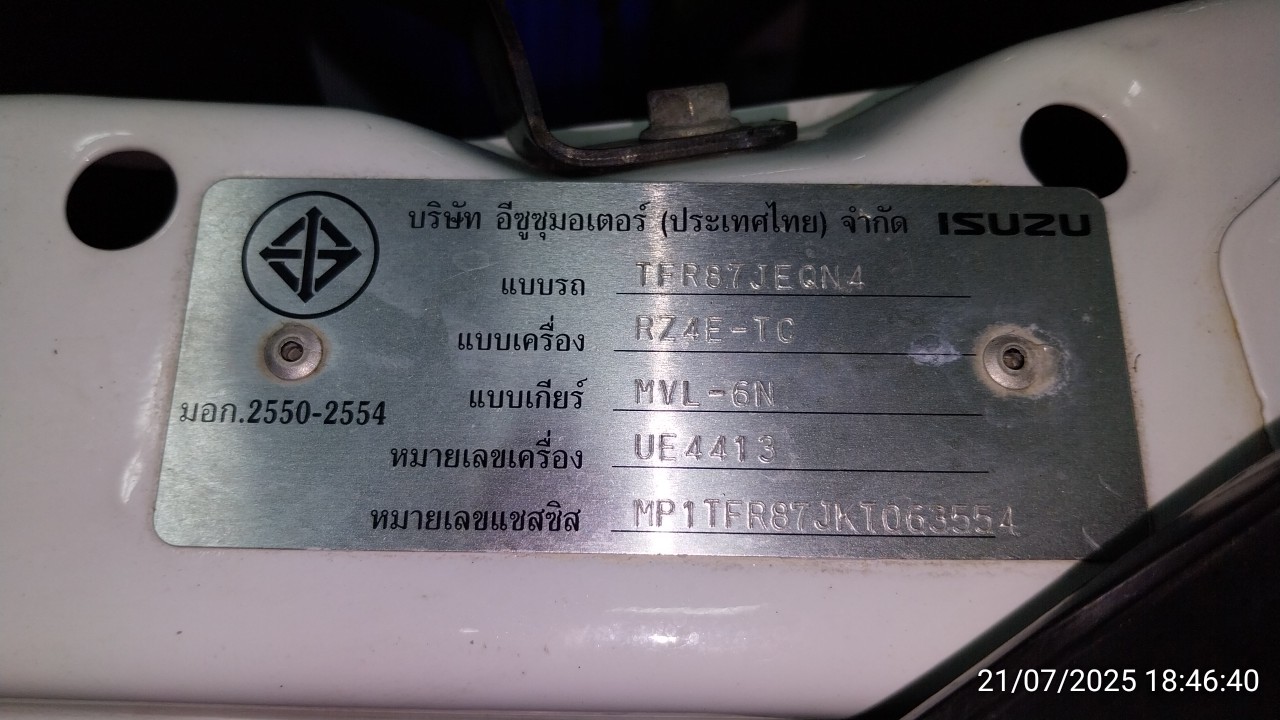 บริษัท อีซูซุมอเตอร์ (ประเทศไทย) จำกัด ISUZU
แบบรถ TFR87JEQN4
แบบเครื่อง RZ4E-TC
แบบเกียร์ MVL-6N
มอก.2550-2554
หมายเลขเครื่อง UE4413
หมายเลขแชสซิส MP1TFR87JKT063554
21/07/2025 18:46:40